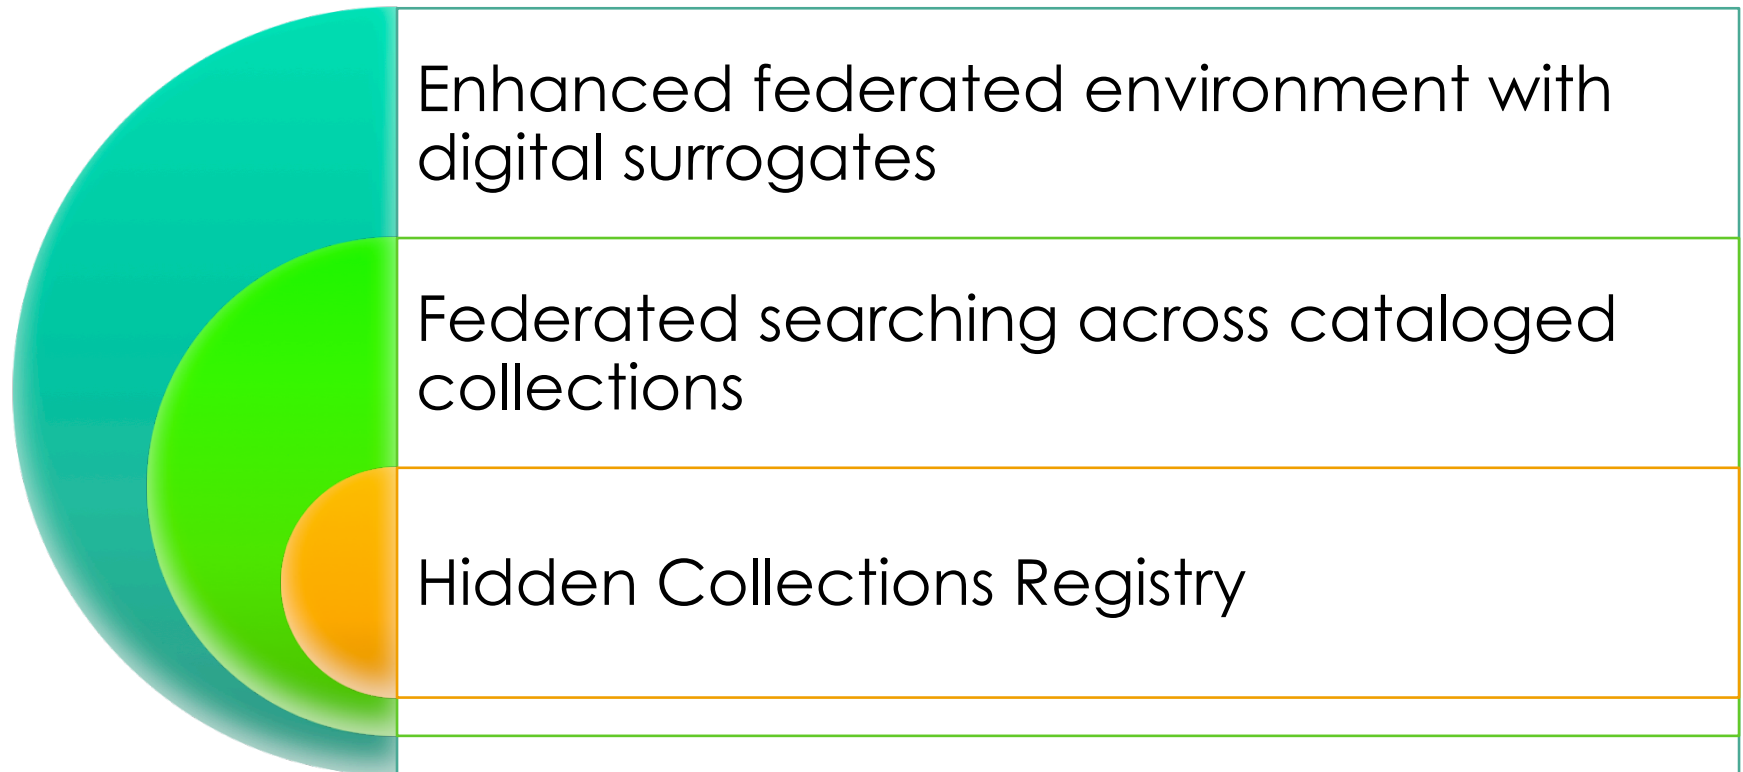 Enhanced federated environment with
digital surrogates
Federated searching across cataloged
collections
Hidden Collections Registry